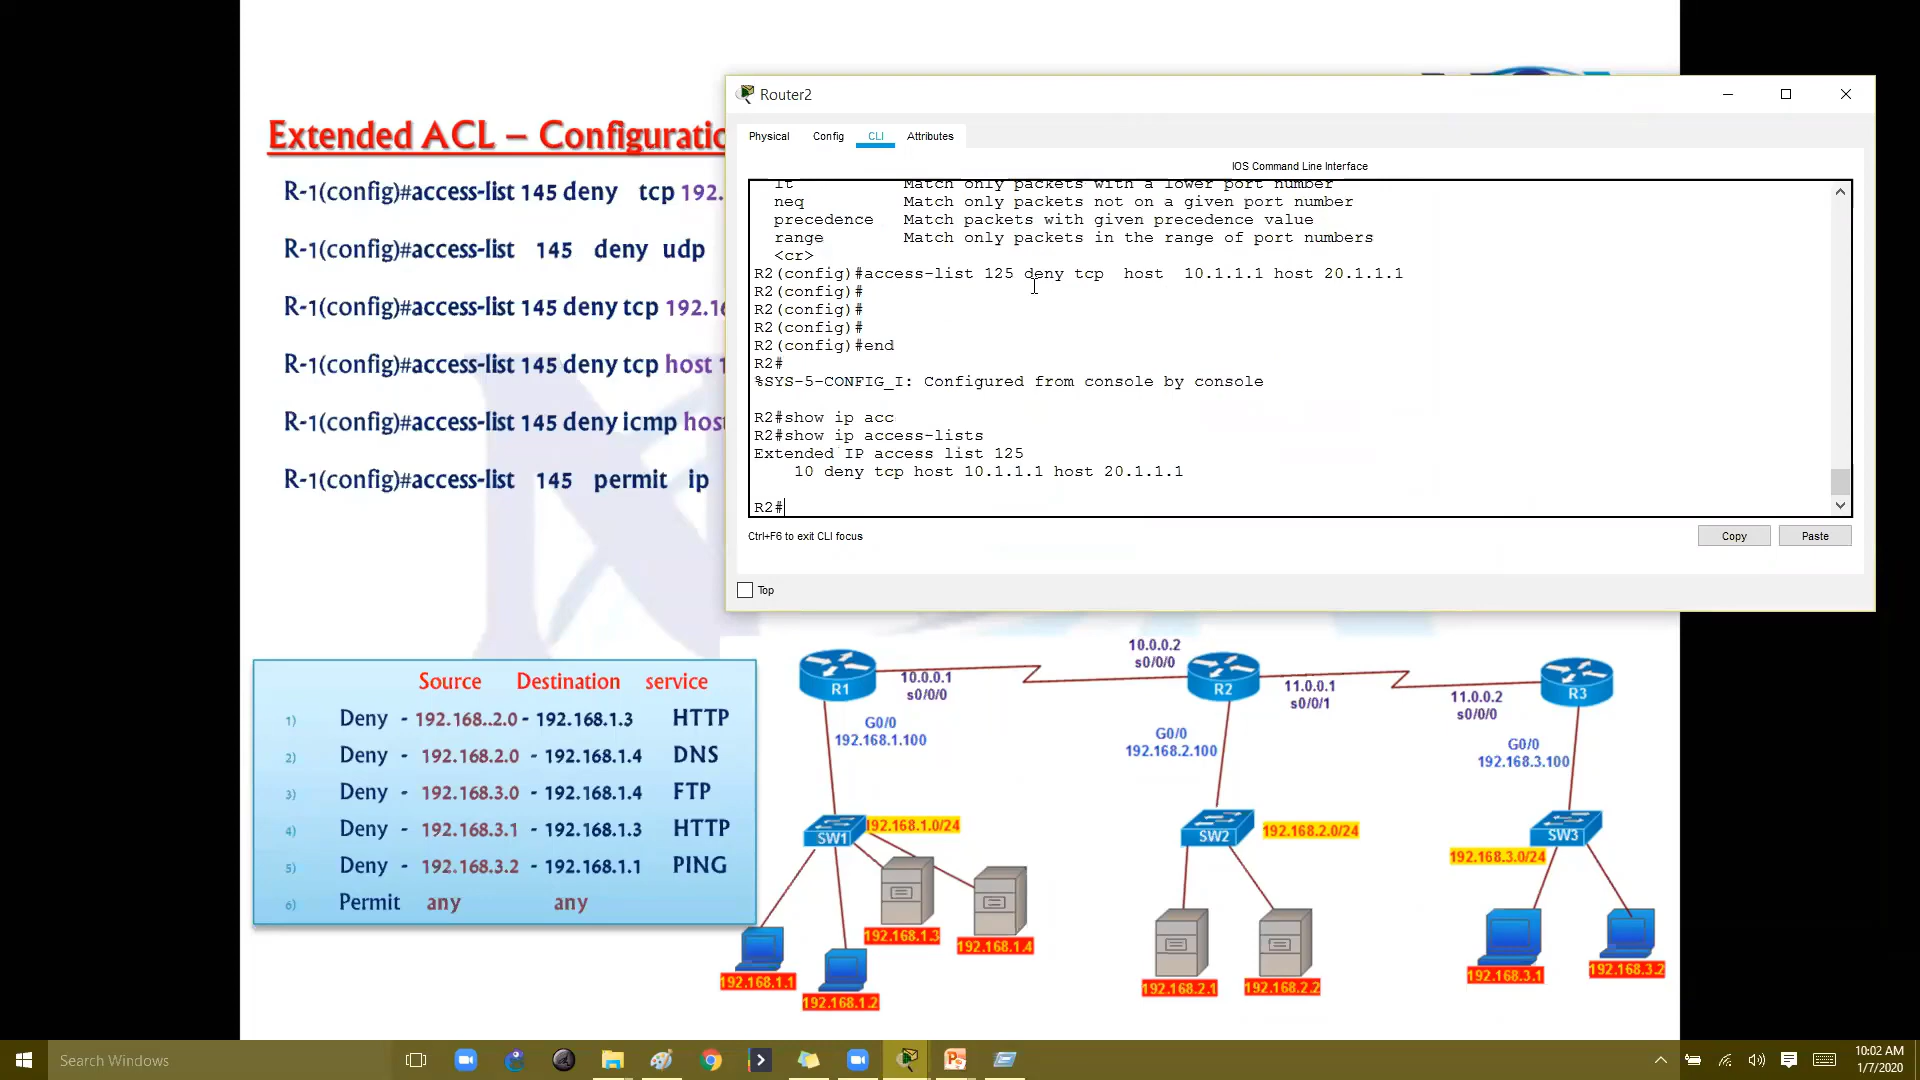 Extended ACL – Configuratio
R-1(config)#access-list 145 deny tcp 192.
R-1(config)#access-list 145 deny udp
R-1(config)#access-list 145 deny tcp 192.16
R-1(config)#access-list 145 deny tcp host 1
R-1(config)#access-list 145 deny icmp host
R-1(config)#access-list 145 permit ip
Router2
Physical Config CLI Attributes
IOS Command Line Interface
lt Match only packets with a lower port number
neq Match only packets not on a given port number
precedence Match packets with given precedence value
range Match only packets in the range of port numbers
<cr>
R2(config)#access-list 125 deny tcp host 10.1.1.1 host 20.1.1.1
R2(config)#
R2(config)#
R2(config)#
R2(config)#end
R2#
%SYS-5-CONFIG_I: Configured from console by console
R2#show ip acc
R2#show ip access-lists
Extended IP access list 125
10 deny tcp host 10.1.1.1 host 20.1.1.1
R2#
Ctrl+F6 to exit CLI focus
Copy Paste
Top
Source Destination service
1) Deny - 192.168..2.0 - 192.168.1.3 HTTP
2) Deny - 192.168.2.0 - 192.168.1.4 DNS
3) Deny - 192.168.3.0 - 192.168.1.4 FTP
4) Deny - 192.168.3.1 - 192.168.1.3 HTTP
5) Deny - 192.168.3.2 - 192.168.1.1 PING
6) Permit any any
R1
10.0.0.1
s0/0/0
10.0.0.2
s0/0/0
R2
11.0.0.1
s0/0/1
11.0.0.2
s0/0/0
R3
G0/0
192.168.1.100
G0/0
192.168.2.100
G0/0
192.168.3.100
SW1
192.168.1.0/24
SW2
192.168.2.0/24
SW3
192.168.3.0/24
192.168.1.1
192.168.1.2
192.168.1.3
192.168.1.4
192.168.2.1
192.168.2.2
192.168.3.1
192.168.3.2
Search Windows
10:02 AM
1/7/2020